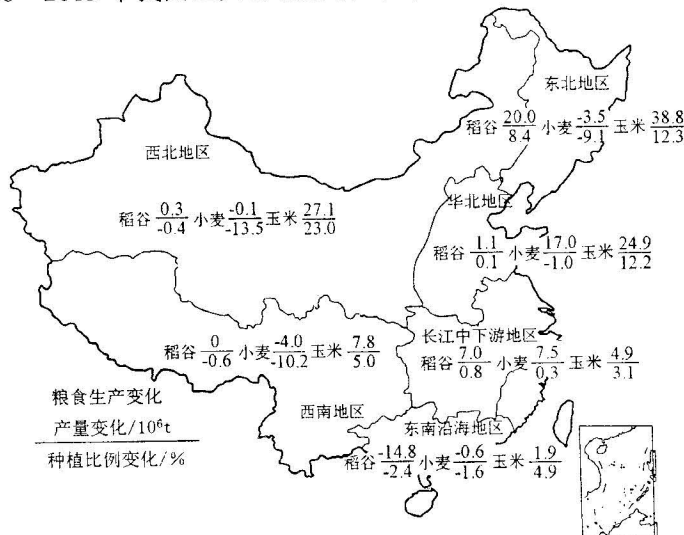 东北地区
稻谷 20.0/8.4 小麦 -3.5/-9.1 玉米 38.8/12.3
西北地区
稻谷 0.3/-0.4 小麦 -0.1/-13.5 玉米 27.1/23.0
华北地区
稻谷 1.1/0.1 小麦 17.0/-1.0 玉米 24.9/12.2
长江中下游地区
稻谷 7.0/0.8 小麦 7.5/0.3 玉米 4.9/3.1
稻谷 0/-0.6 小麦 -4.0/-10.2 玉米 7.8/5.0
西南地区
东南沿海地区
稻谷 -14.8/-2.4 小麦 -0.6/-1.6 玉米 1.9/4.9
粮食生产变化
产量变化/10⁶t
种植比例变化/%